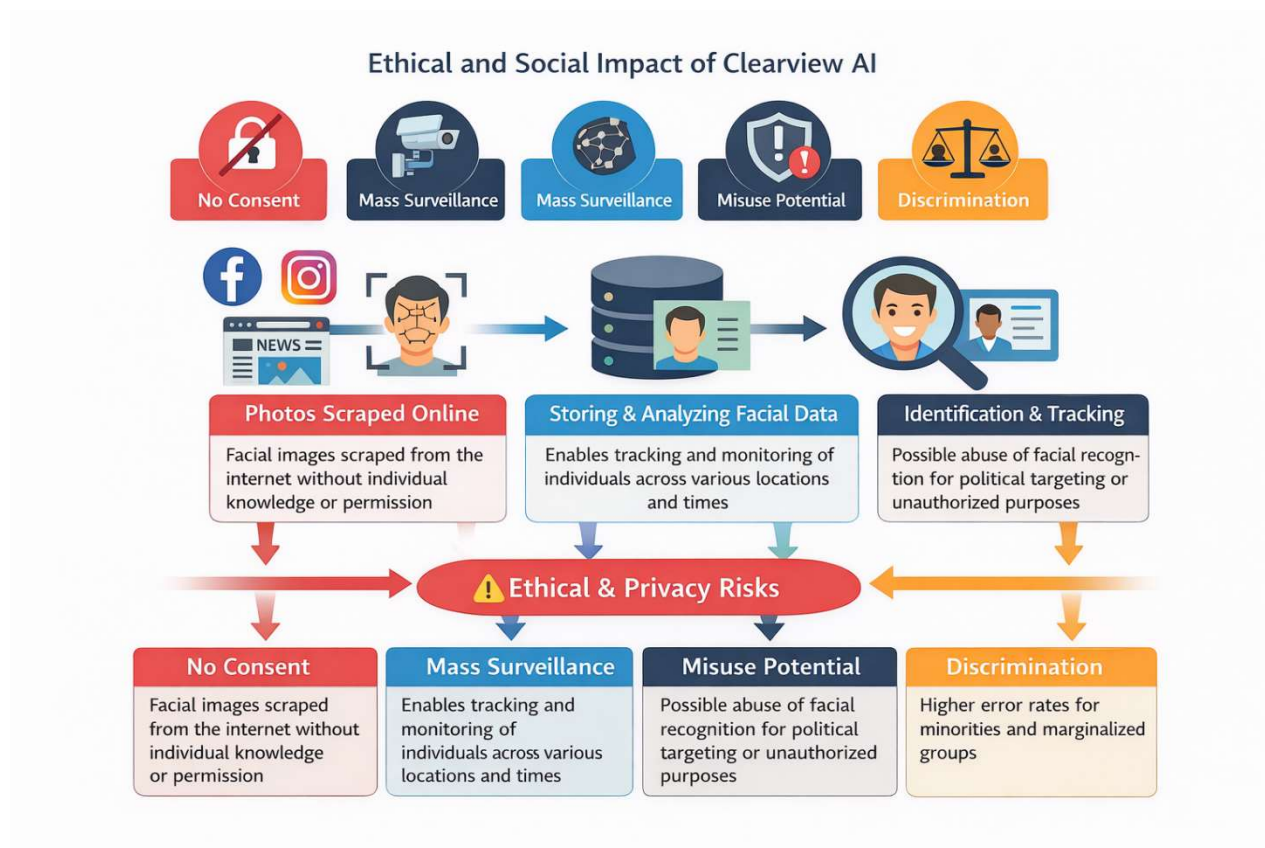 Ethical and Social Impact of Clearview AI
No Consent
Mass Surveillance
Mass Surveillance
Misuse Potential
Discrimination
NEWS
Photos Scraped Online
Facial images scraped from the
internet without individual
knowledge or permission
Storing & Analyzing Facial Data
Enables tracking and monitoring of
individuals across various locations
and times
Identification & Tracking
Possible abuse of facial recogn-
tion for political targeting or
unauthorized purposes
Ethical & Privacy Risks
No Consent
Facial images scraped
from the internet without
individual knowledge
or permission
Mass Surveillance
Enables tracking and
monitoring of
individuals across various
locations and times
Misuse Potential
Possible abuse of facial
recognition for political
targeting or unauthorized
purposes
Discrimination
Higher error rates for
minorities and marginalized
groups